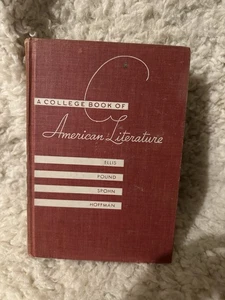 A COLLEGE BOOK OF
American Literature
ELLIS
POUND
SPOHN
HOFFMAN